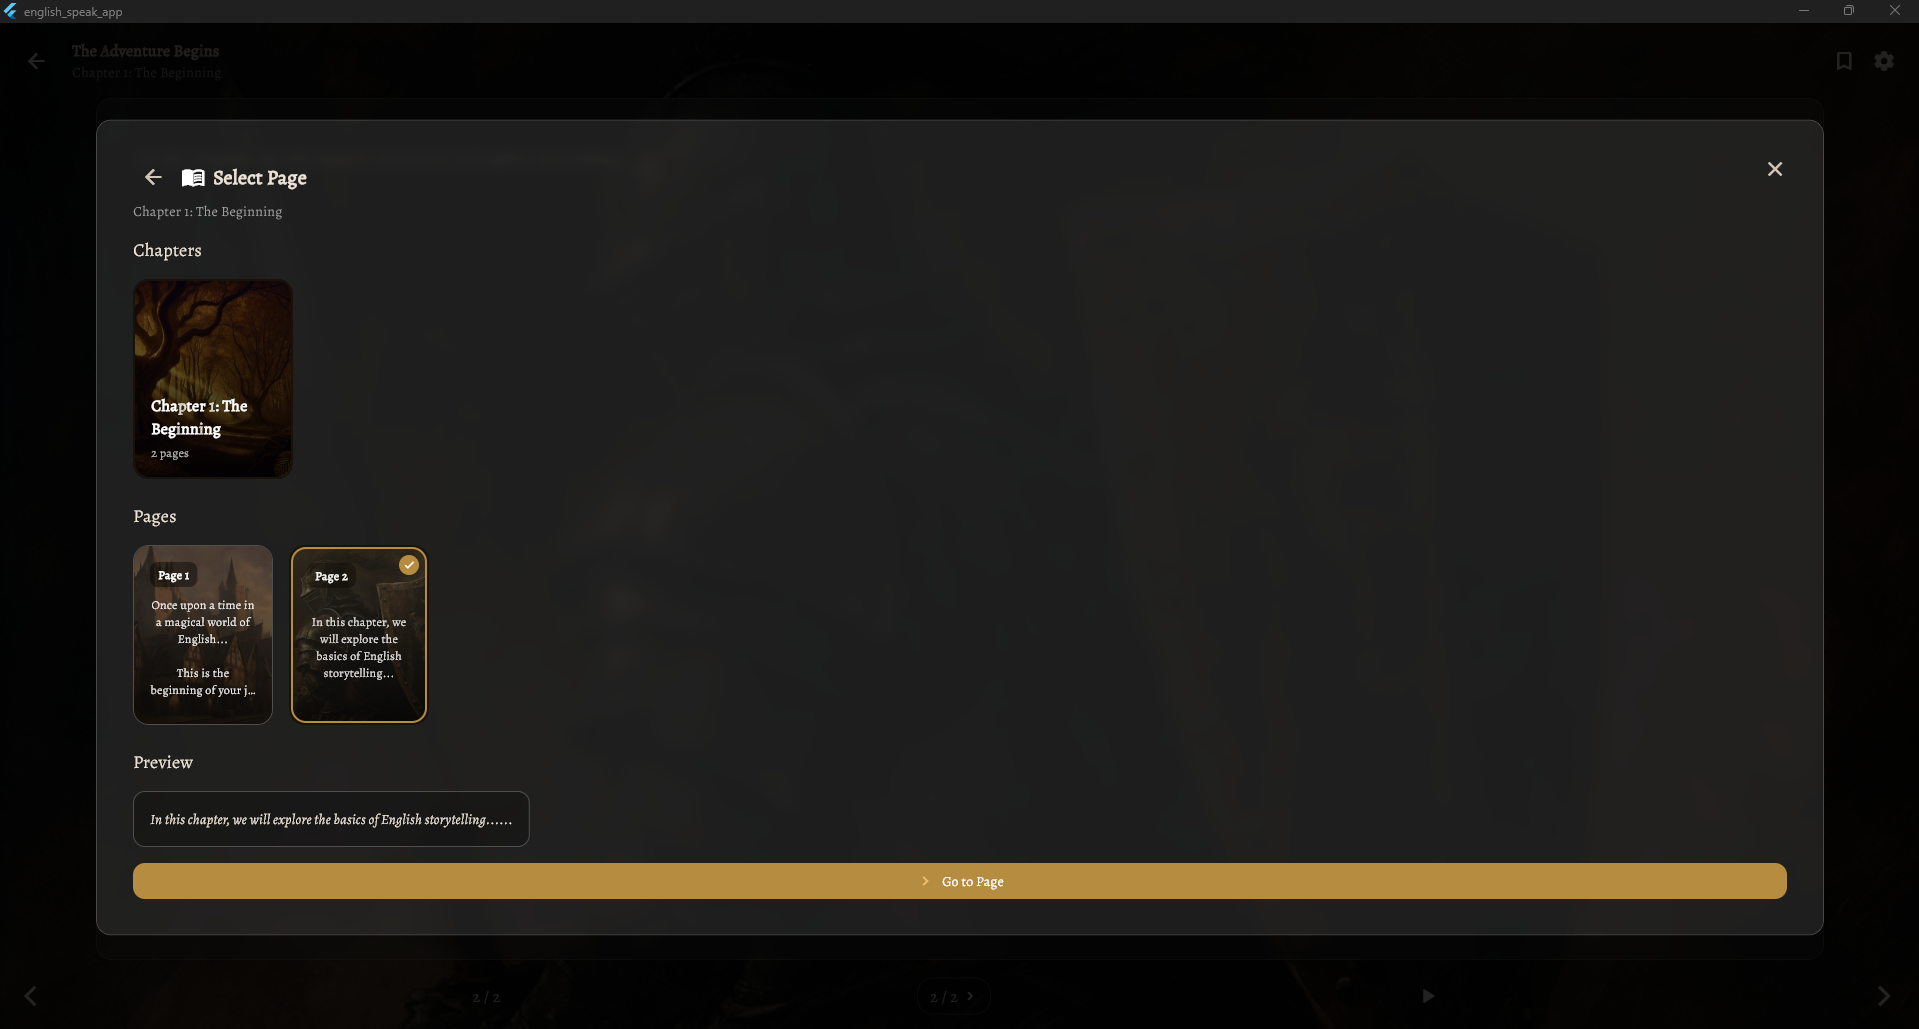 english_speak_app
The Adventure Begins
Chapter 1: The Beginning
Select Page
Chapter 1: The Beginning
Chapters
Chapter 1: The
Beginning
2 pages
Pages
Page 1
Once upon a time in
a magical world of
English...
This is the
beginning of your j...
Page 2
In this chapter, we
will explore the
basics of English
storytelling...
Preview
In this chapter, we will explore the basics of English storytelling......
Go to Page
2 / 2
2 / 2